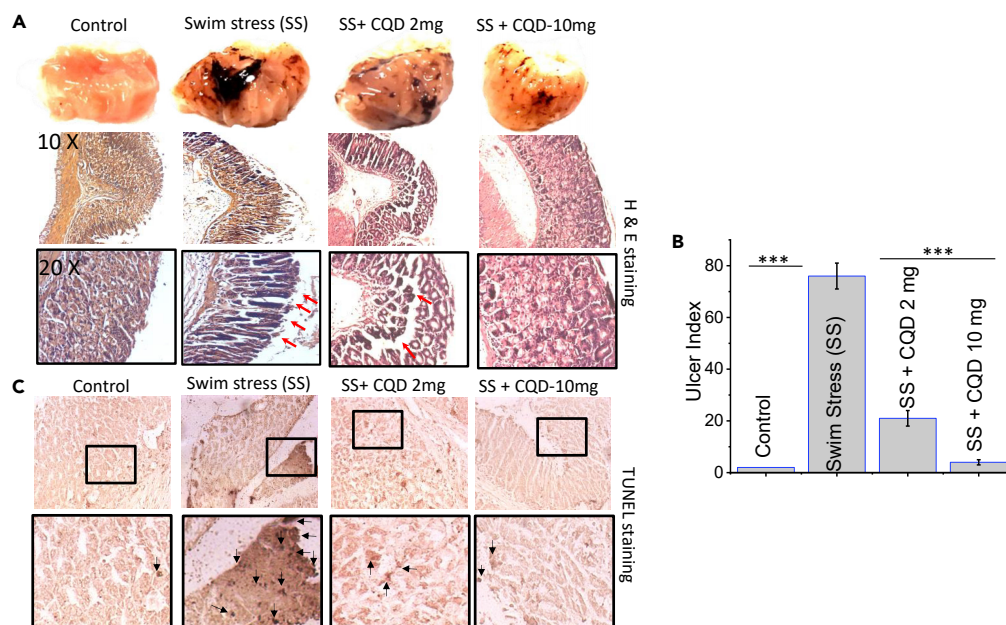 A
Control
Swim stress (SS)
SS+ CQD 2mg
SS + CQD-10mg
10 X
20 X
H & E staining
B
Ulcer Index
80
60
40
20
0
***
***
Control
Swim Stress (SS)
SS + CQD 2 mg
SS + CQD 10 mg
C
Control
Swim stress (SS)
SS+ CQD 2mg
SS + CQD-10mg
TUNEL staining